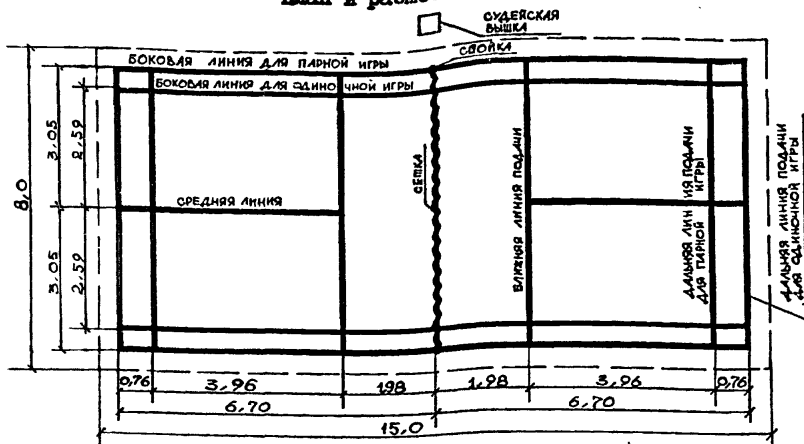 СУДЕЙСКАЯ
ВЫШКА
СТОЙКА
БОКОВАЯ ЛИНИЯ ДЛЯ ПАРНОЙ ИГРЫ
БОКОВАЯ ЛИНИЯ ДЛЯ ОДИНОЧНОЙ ИГРЫ
8,0
3,05
2,59
3,05
2,59
СРЕДНЯЯ ЛИНИЯ
СЕТКА
БЛИЖНЯЯ ЛИНИЯ ПОДАЧИ
ДАЛЬНАЯ ЛИНИЯ ПОДАЧИ
ДЛЯ ПАРНОЙ ИГРЫ
ДАЛЬНАЯ ЛИНИЯ ПОДАЧИ
ДЛЯ ОДИНОЧНОЙ ИГРЫ
0,76 3,96 1,98 1,98 3,96 0,76
6,70 6,70
15,0